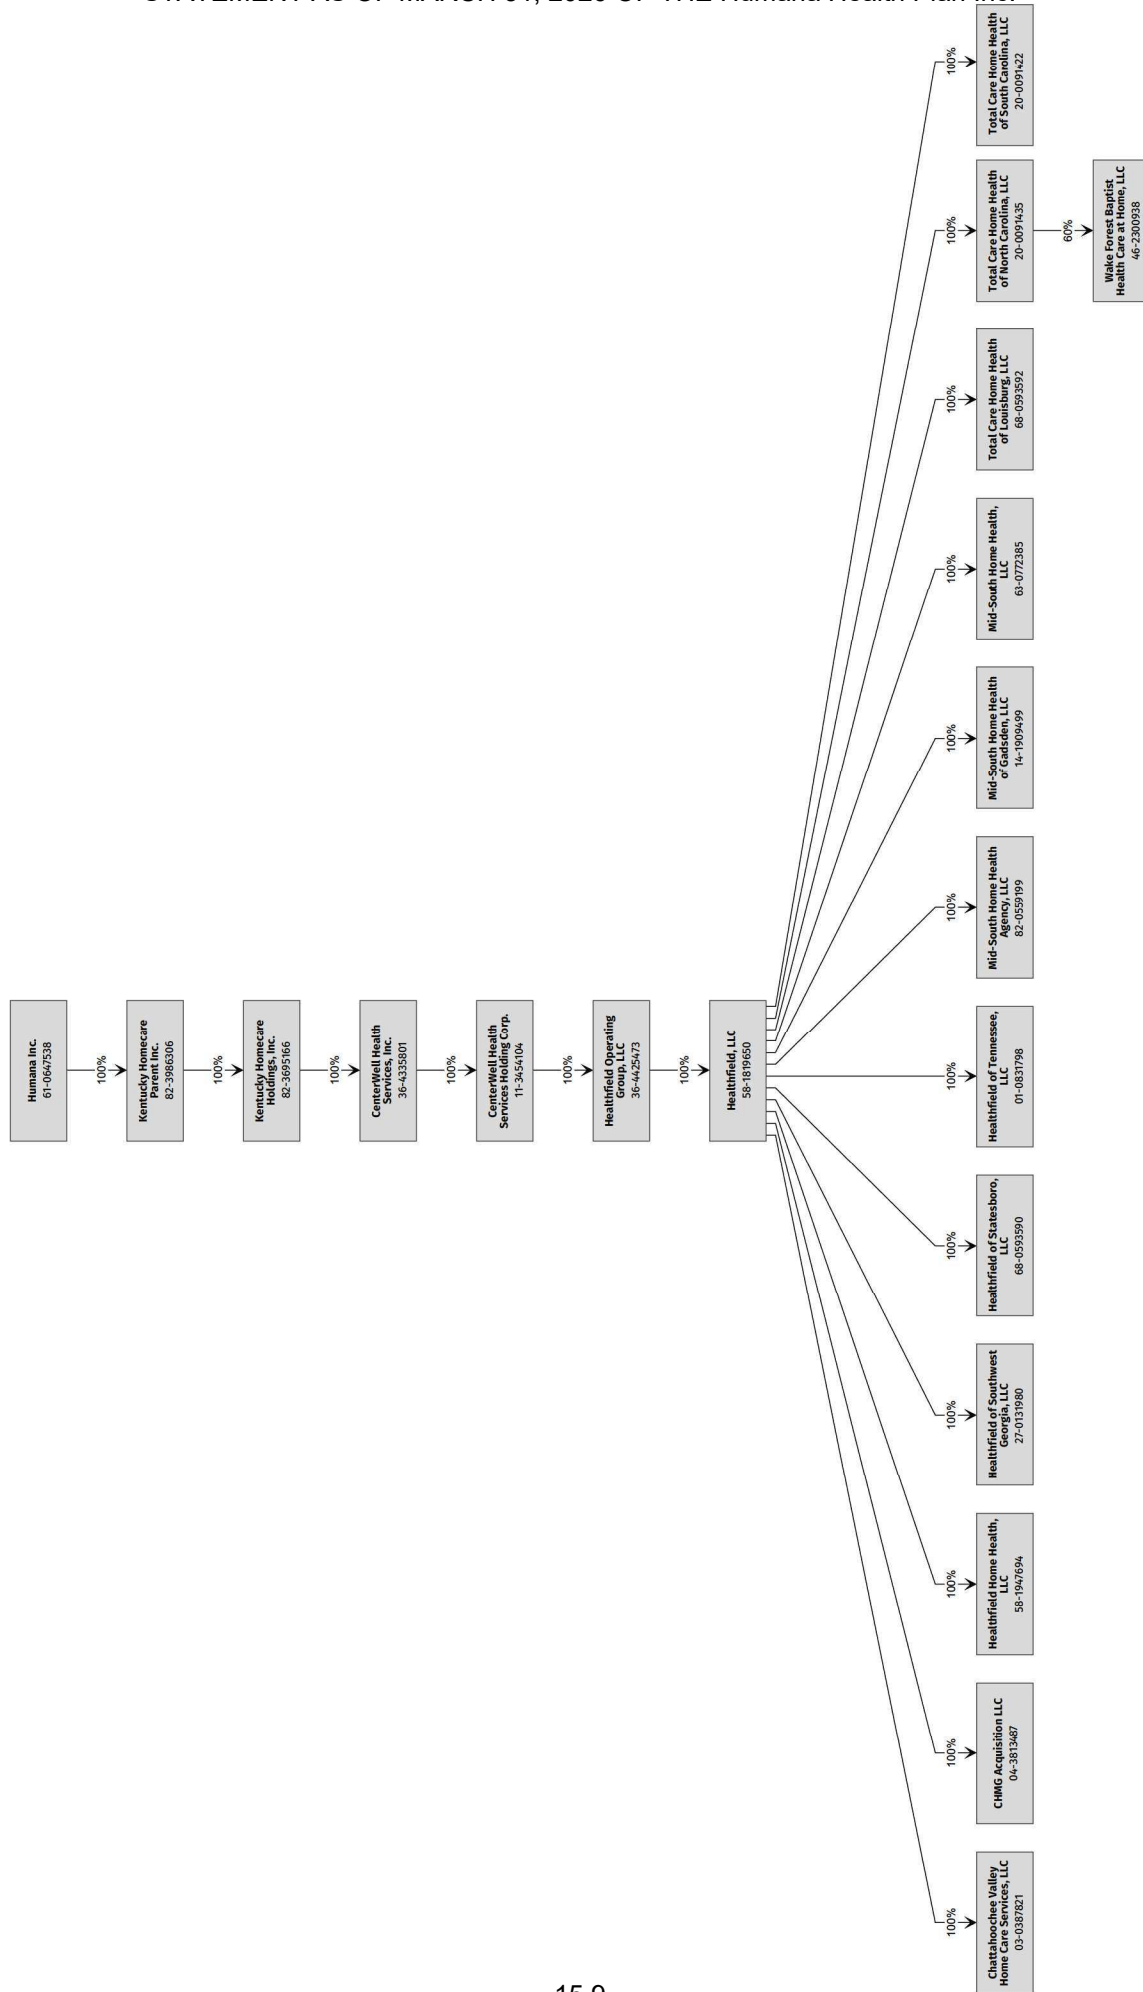 STATEMENT AS OF MARCH 31, OF THE Humana Health Plan Inc.
Humana Inc.
61-0647538
100%
Kentucky Homecare
Parent Inc.
82-3986306
100%
Kentucky Homecare
Holdings, Inc.
82-3695166
100%
CenterWell Health
Services, Inc.
36-4335801
100%
CenterWell Health
Services Holding Corp.
11-3454104
100%
Healthfield Operating
Group, LLC
36-4425473
100%
Healthfield, LLC
58-1819650
100%
Chattahoochee Valley
Home Care Services, LLC
03-0387821
100%
CHMG Acquisition LLC
04-3813487
100%
Healthfield Home Health,
LLC
58-1947694
100%
Healthfield of Southwest
Georgia, LLC
27-0131980
100%
Healthfield of Statesboro,
LLC
68-0593590
100%
Healthfield of Tennessee,
LLC
01-0831798
100%
Mid-South Home Health
Agency, LLC
82-0559199
100%
Mid-South Home Health
of Gadsden, LLC
14-1909499
100%
Mid-South Home Health,
LLC
63-0772385
100%
Total Care Home Health
of Louisburg, LLC
68-0593592
100%
Total Care Home Health
of North Carolina, LLC
20-0091435
100%
Total Care Home Health
of South Carolina, LLC
20-0091422
60%
Wake Forest Baptist
Health Care at Home, LLC
46-2300938
15.9